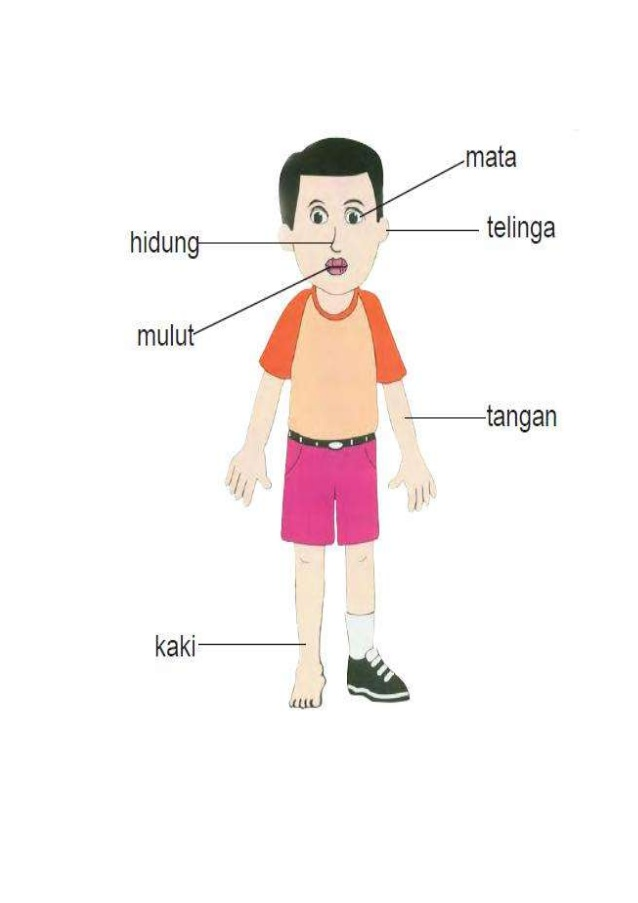 mata
telinga
hidung
mulut
tangan
kaki